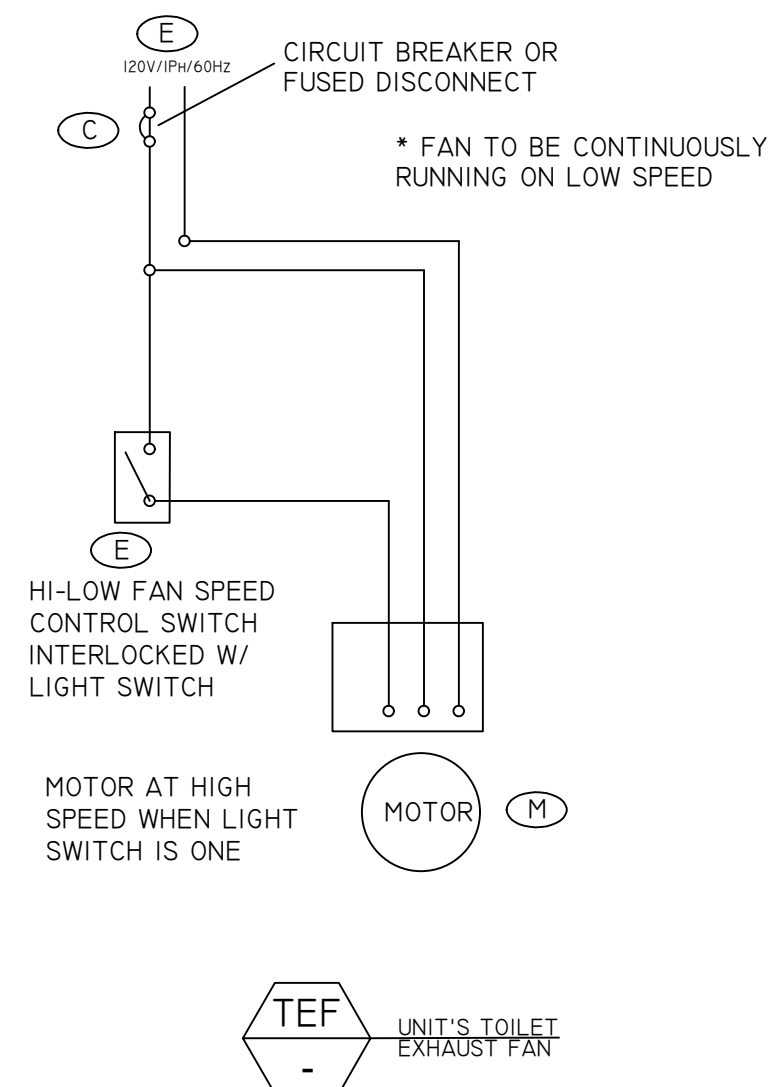 E
120V/1PH/60HZ
CIRCUIT BREAKER OR
FUSED DISCONNECT
C
* FAN TO BE CONTINUOUSLY
RUNNING ON LOW SPEED
E
HI-LOW FAN SPEED
CONTROL SWITCH
INTERLOCKED W/
LIGHT SWITCH
MOTOR AT HIGH
SPEED WHEN LIGHT
SWITCH IS ONE
MOTOR
M
TEF
-
UNIT'S TOILET
EXHAUST FAN